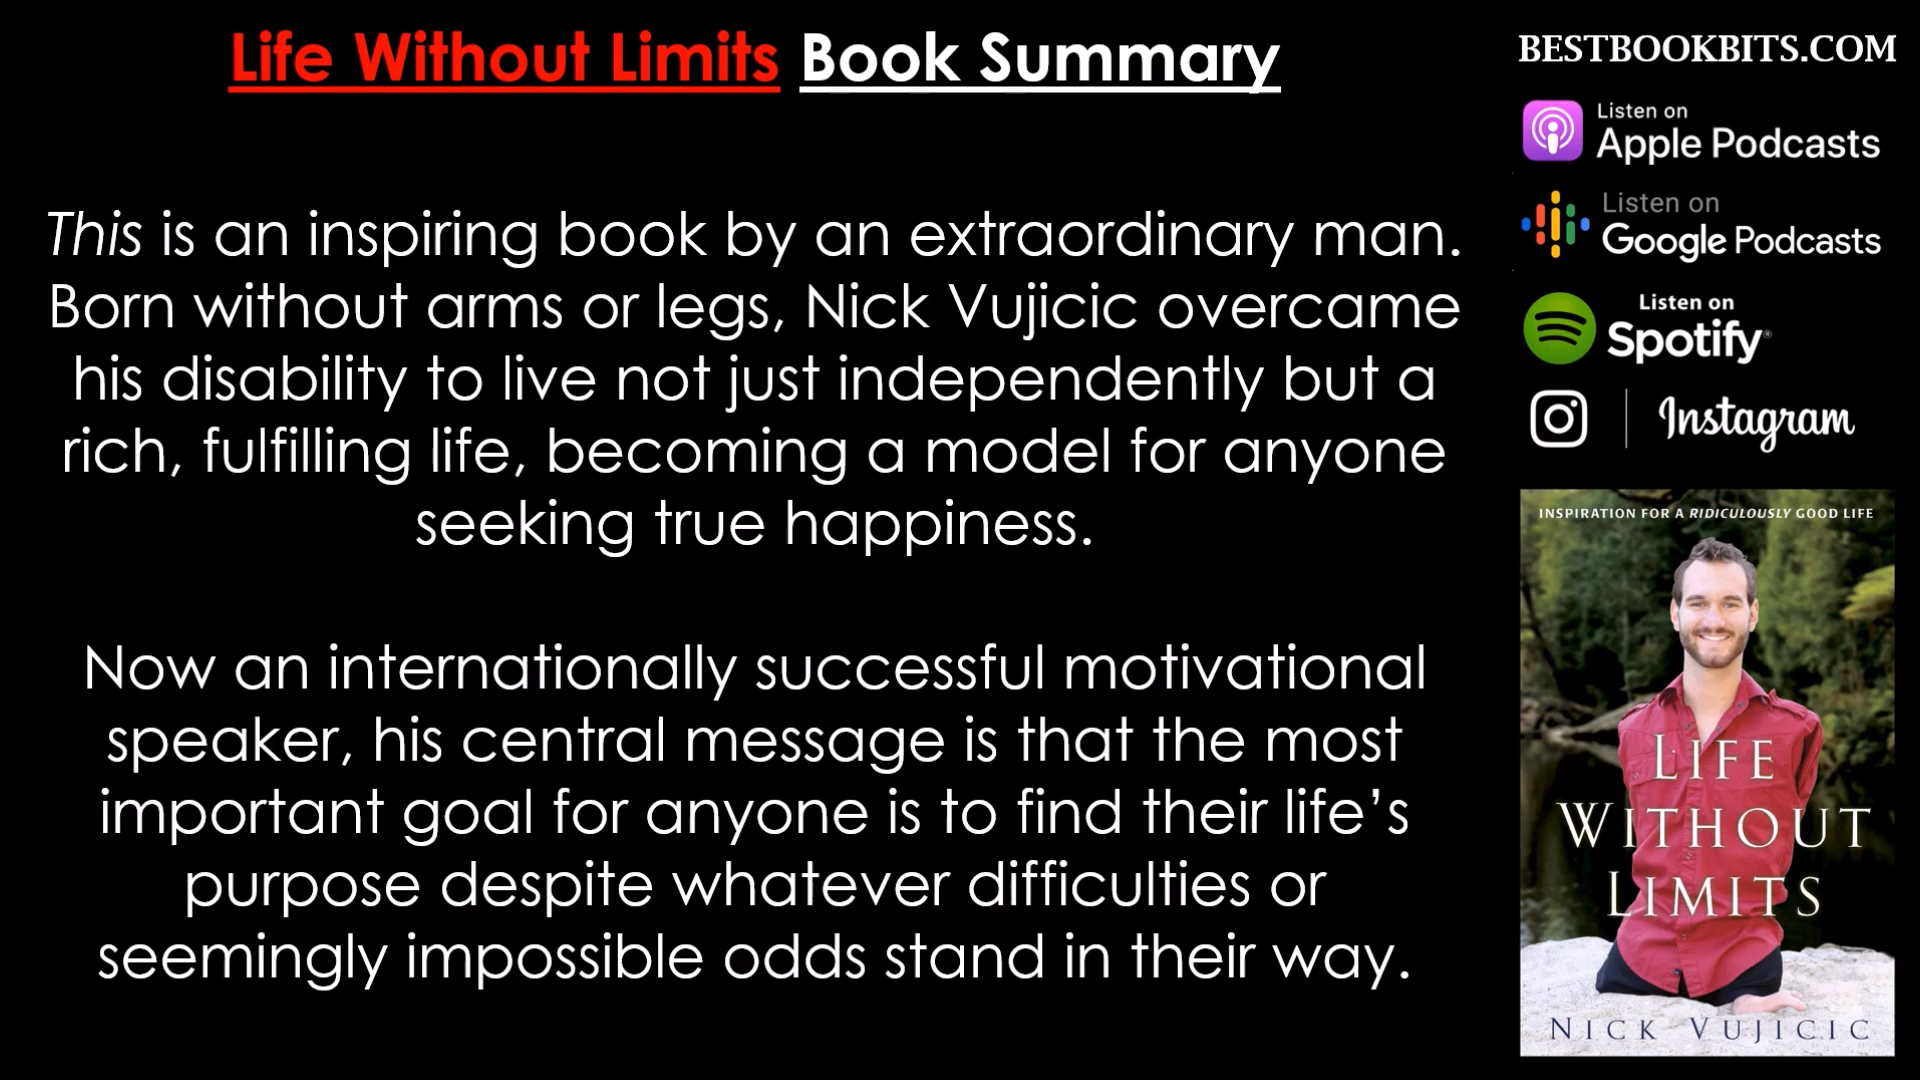 Life Without Limits Book Summary
This is an inspiring book by an extraordinary man.
Born without arms or legs, Nick Vujicic overcame
his disability to live not just independently but a
rich, fulfilling life, becoming a model for anyone
seeking true happiness.
Now an internationally successful motivational
speaker, his central message is that the most
important goal for anyone is to find their life’s
purpose despite whatever difficulties or
seemingly impossible odds stand in their way.
BESTBOOKBITS.COM
Listen on
Apple Podcasts
Listen on
Google Podcasts
Listen on
Spotify®
Instagram
INSPIRATION FOR A RIDICULOUSLY GOOD LIFE
LIFE
WITHOUT
LIMITS
NICK VUJICIC